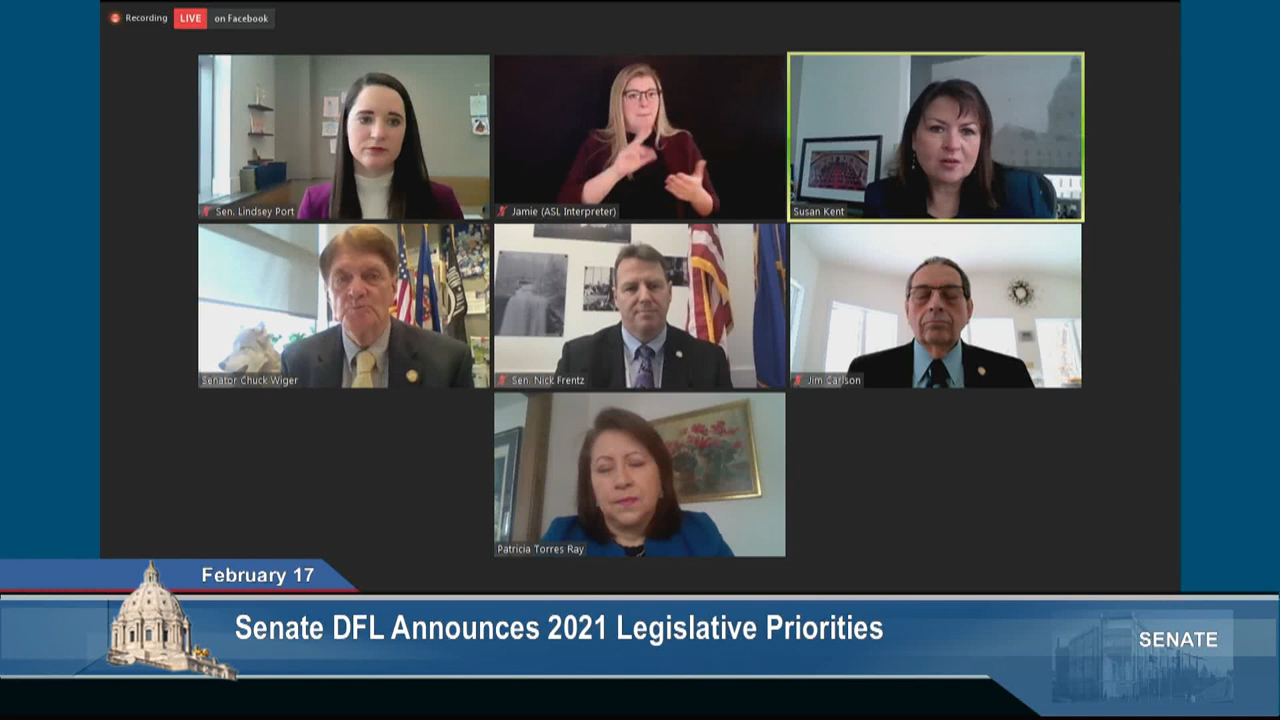 Recording LIVE on Facebook
Sen. Lindsey Port
Jamie (ASL Interpreter)
Susan Kent
Senator Chuck Wiger
Sen. Nick Frentz
Jim Carlson
Patricia Torres Ray
February 17
Senate DFL Announces 2021 Legislative Priorities
SENATE